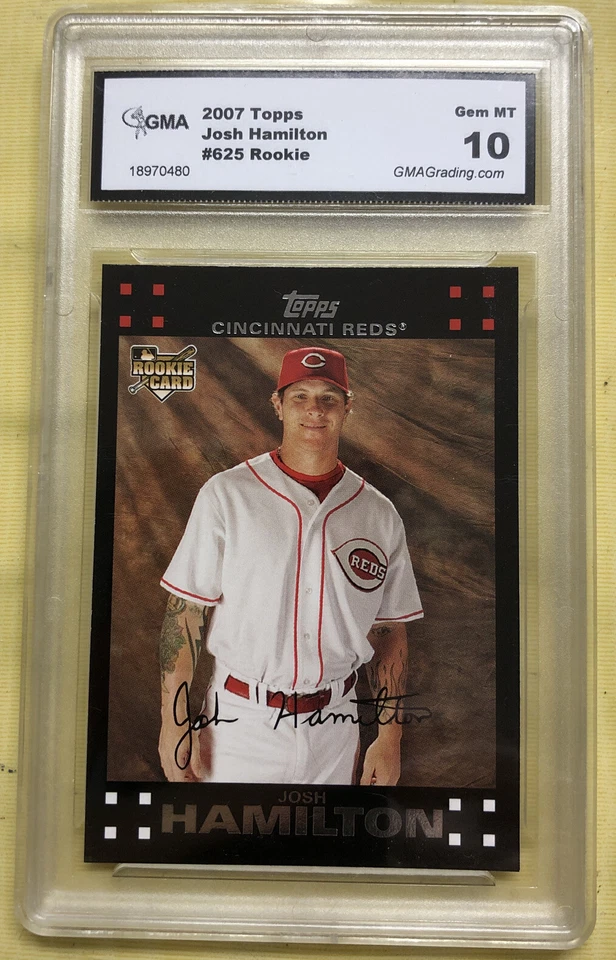 GMA
18970480
2007 Topps
Josh Hamilton
#625 Rookie
Gem MT
10
GMAGrading.com
topps
CINCINNATI REDS®
ROOKIE
CARD
C
REDS
Josh Hamilton
JOSH
HAMILTON